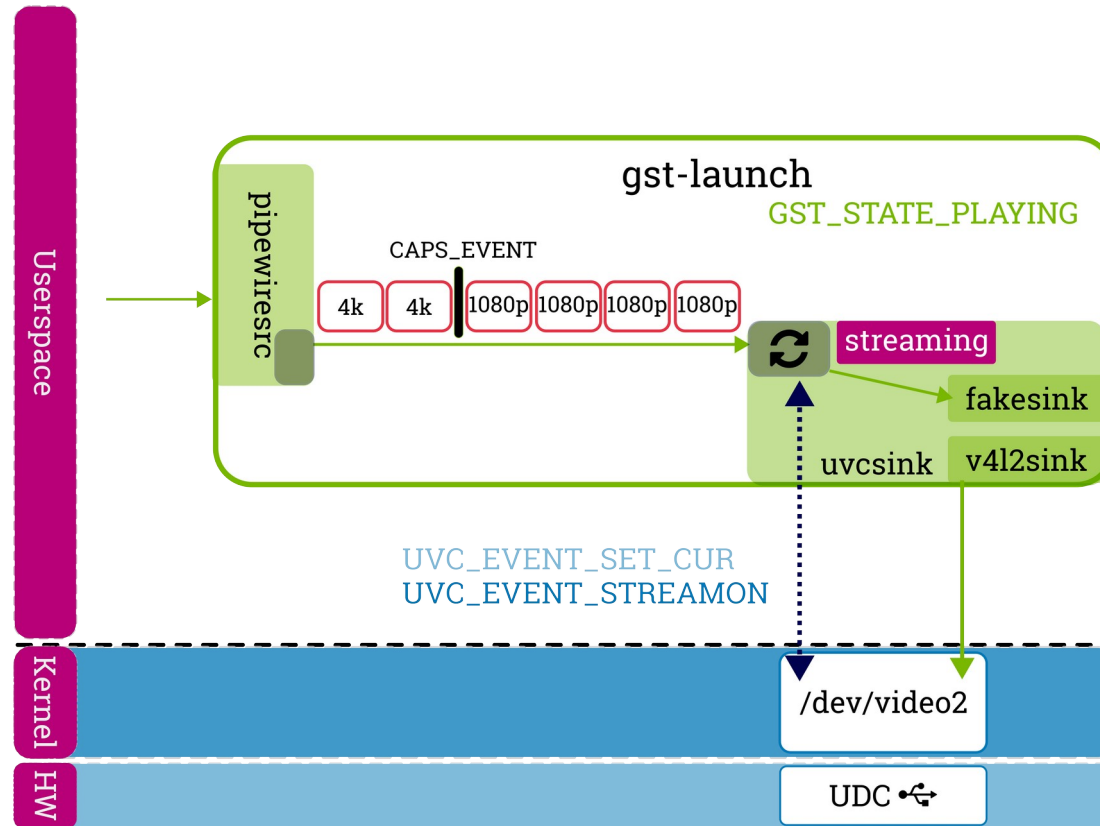 Userspace
gst-launch
GST_STATE_PLAYING
pipewiresrc
CAPS_EVENT
4k
4k
1080p
1080p
1080p
1080p
streaming
fakesink
uvcsink
v4l2sink
UVC_EVENT_SET_CUR
UVC_EVENT_STREAMON
Kernel
/dev/video2
HW
UDC